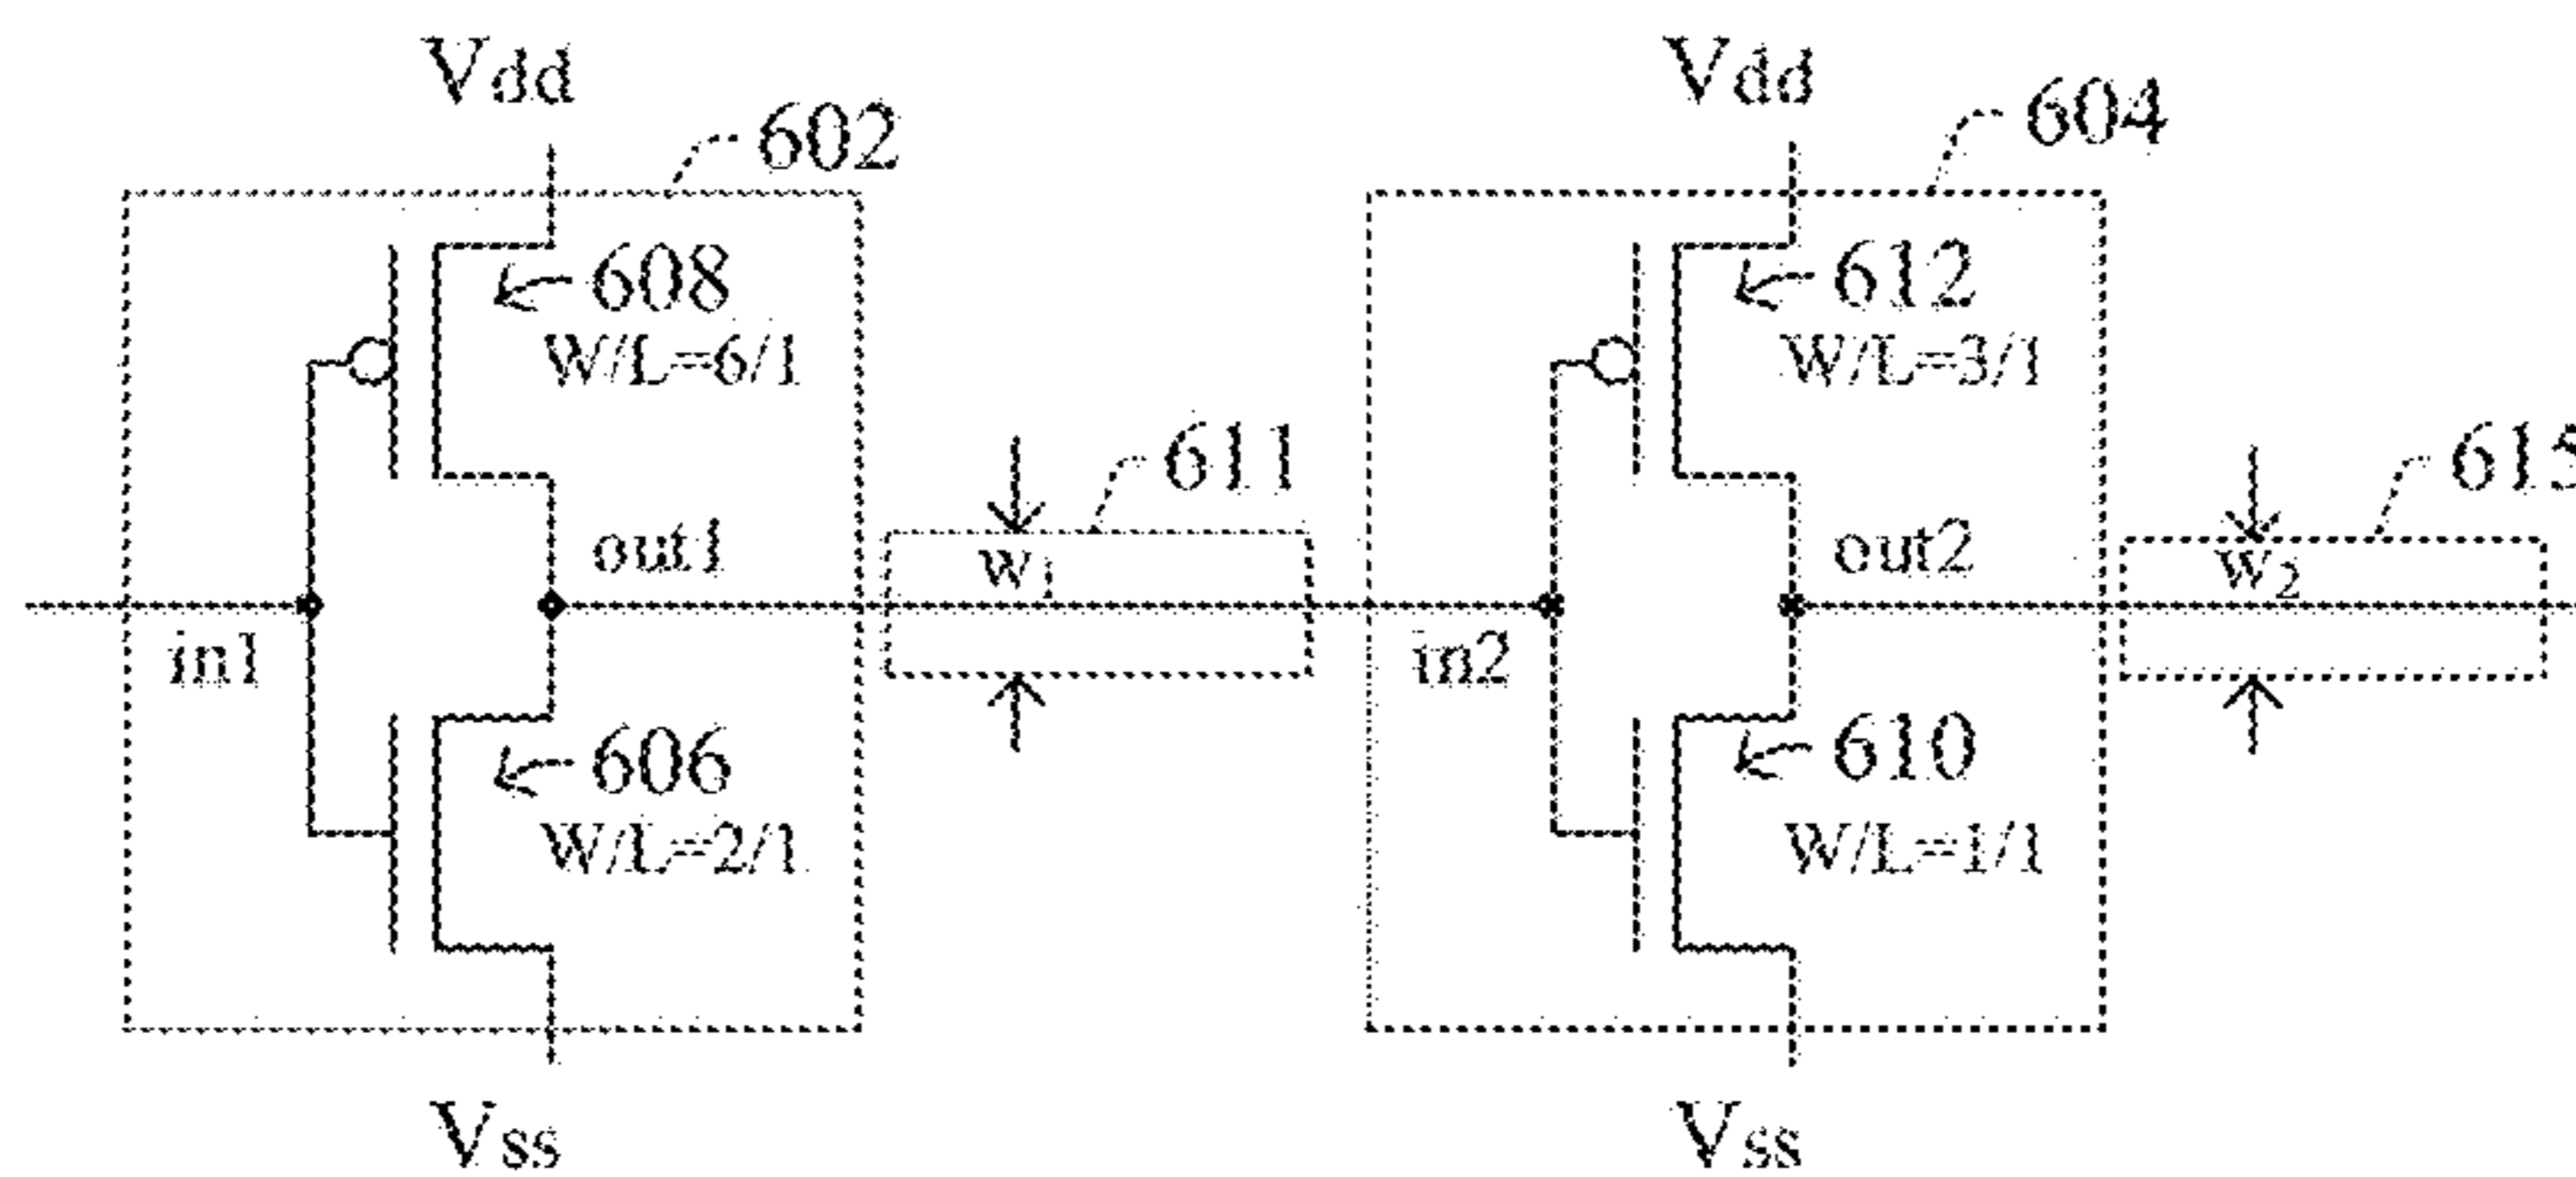 Vdd
602
608
W/L=6/1
in1
out1
606
W/L=2/1
Vss
611
w1
Vdd
604
612
W/L=3/1
in2
out2
610
W/L=1/1
Vss
615
w2